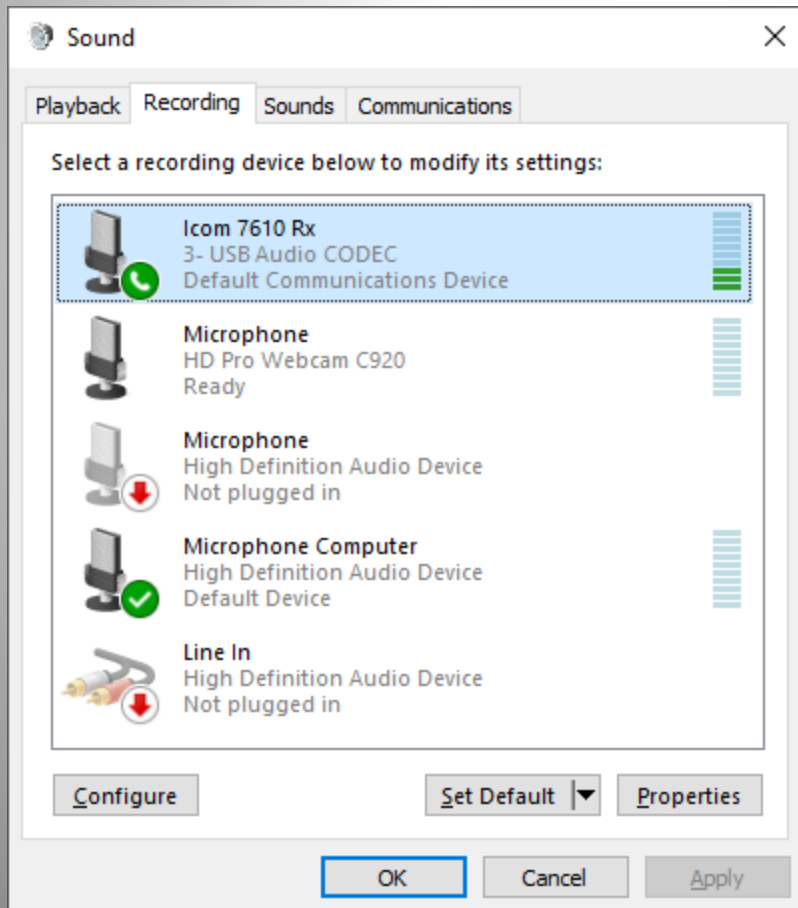 Sound
Playback Recording Sounds Communications
Select a recording device below to modify its settings:
Icom 7610 Rx
3- USB Audio CODEC
Default Communications Device
Microphone
HD Pro Webcam C920
Ready
Microphone
High Definition Audio Device
Not plugged in
Microphone Computer
High Definition Audio Device
Default Device
Line In
High Definition Audio Device
Not plugged in
Configure Set Default Properties
OK Cancel Apply